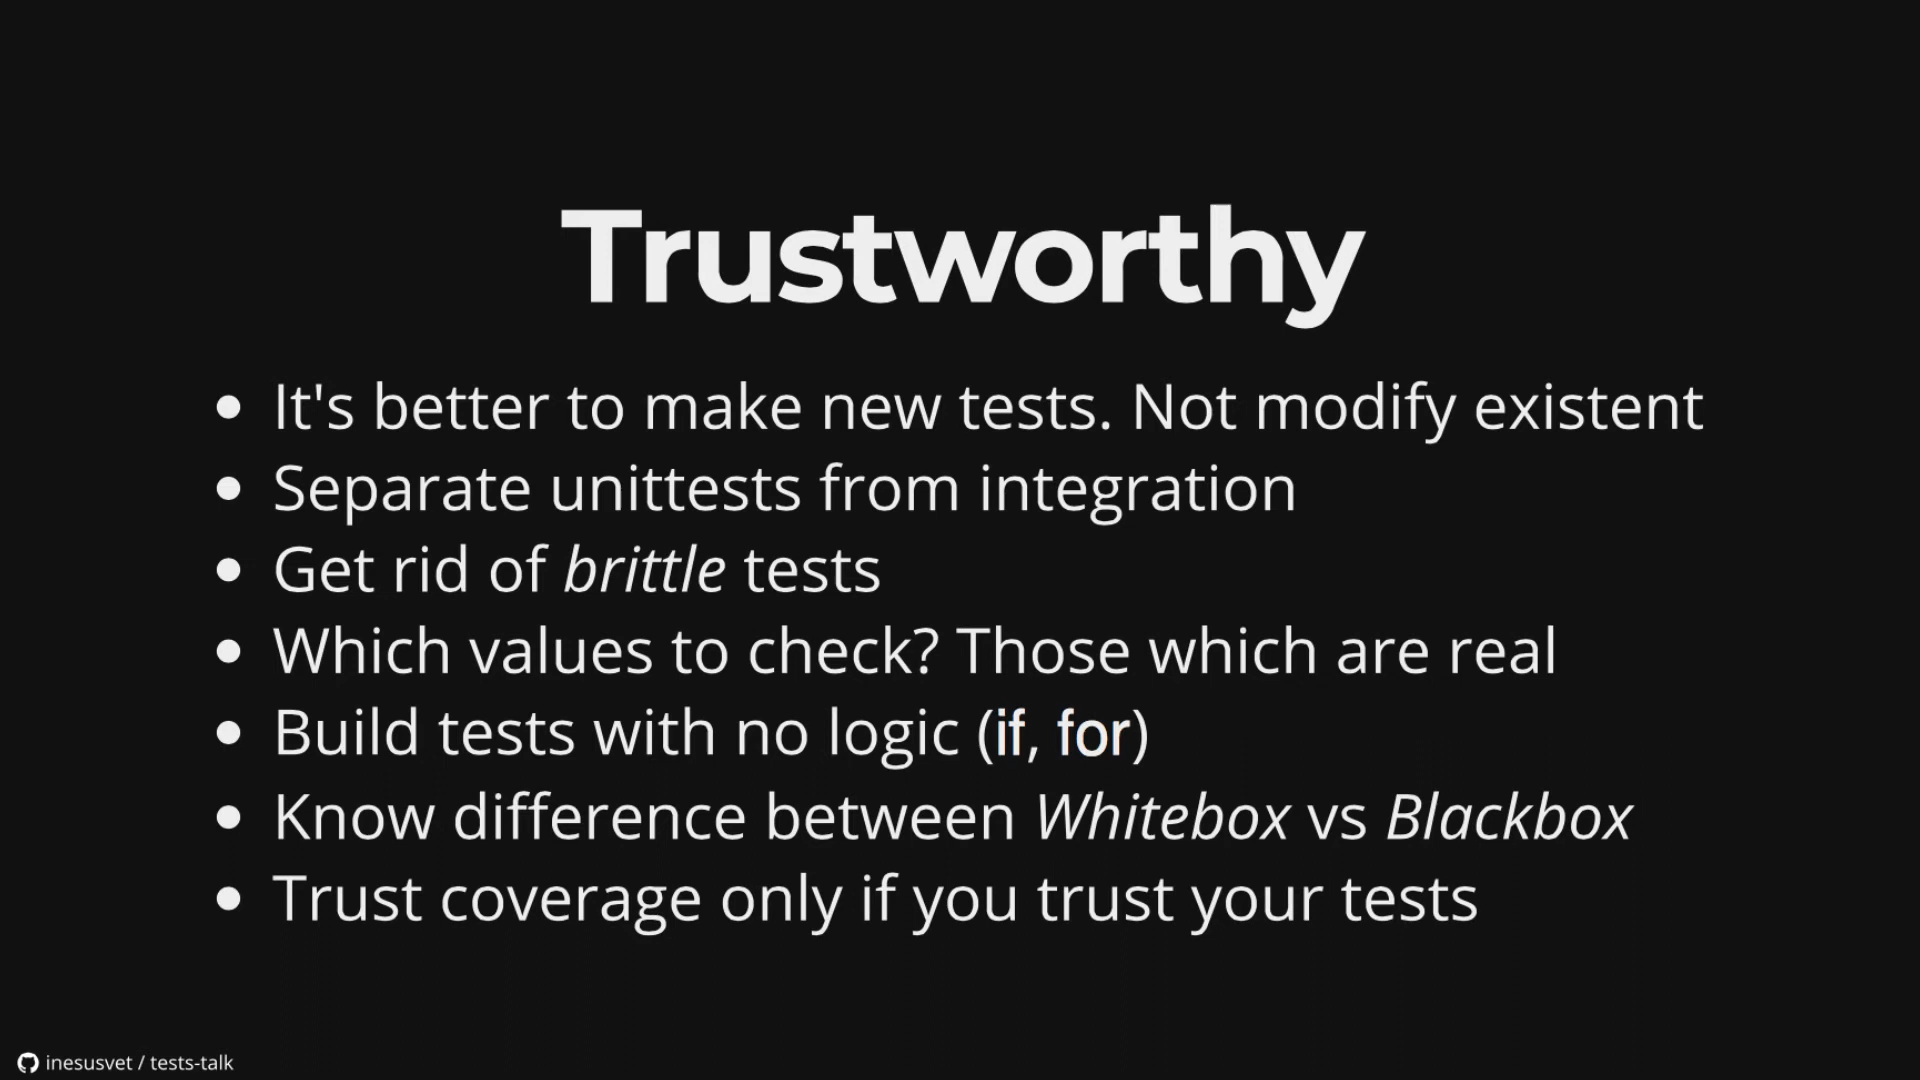 Trustworthy
It's better to make new tests. Not modify existent
Separate unittests from integration
Get rid of brittle tests
Which values to check? Those which are real
Build tests with no logic (if, for)
Know difference between Whitebox vs Blackbox
Trust coverage only if you trust your tests
inesusvet / tests-talk